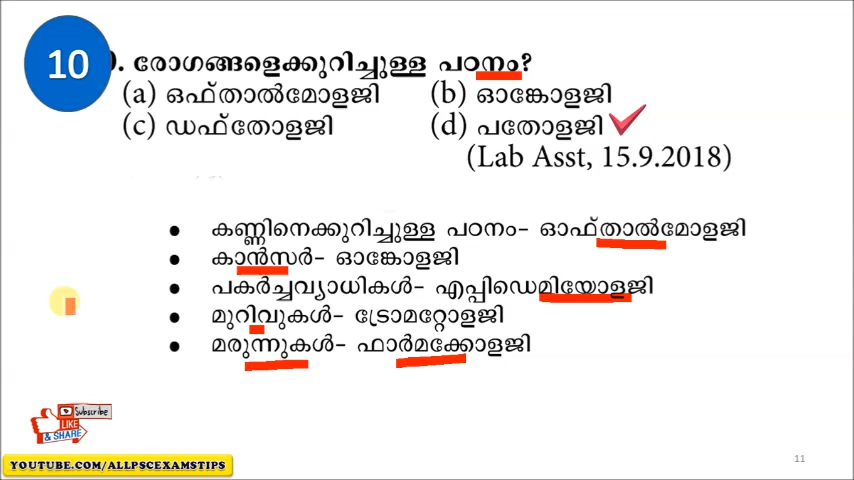 10
. രോഗങ്ങളെക്കുറിച്ചുള്ള പഠനം?
(a) ഒഫ്താൽമോളജി (b) ഓങ്കോളജി
(c) ഡഫ്തോളജി (d) പതോളജി
(Lab Asst, 15.9.2018)
• കണ്ണിനെക്കുറിച്ചുള്ള പഠനം- ഓഫ്താൽമോളജി
• കാൻസർ- ഓങ്കോളജി
• പകർച്ചവ്യാധികൾ- എപ്പിഡെമിയോളജി
• മുറിവുകൾ- ട്രോമറ്റോളജി
• മരുന്നുകൾ- ഫാർമക്കോളജി
Subscribe
LIKE
& SHARE
YOUTUBE.COM/ALLPSCEXAMSTIPS
11